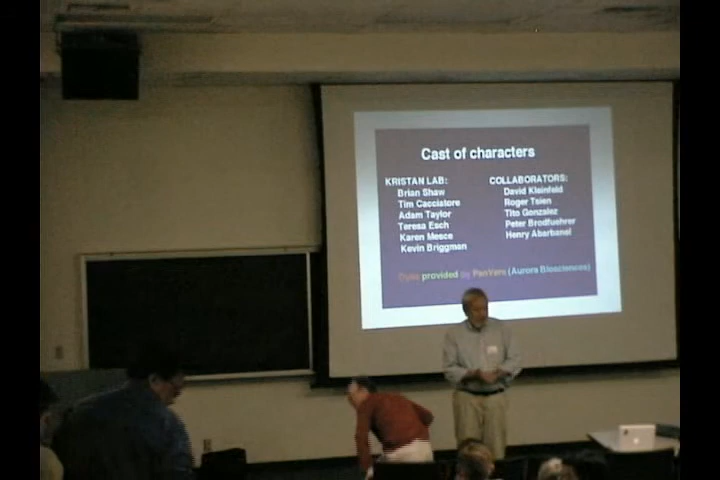 Cast of characters
KRISTAN LAB:
Brian Shaw
Tim Cacciatore
Adam Taylor
Teresa Esch
Karen Mesce
Kevin Briggman
COLLABORATORS:
David Kleinfeld
Roger Tsien
Tito Gonzalez
Peter Brodfuehrer
Henry Abarbanel
Dyes provided by PanVera (Aurora Biosciences)